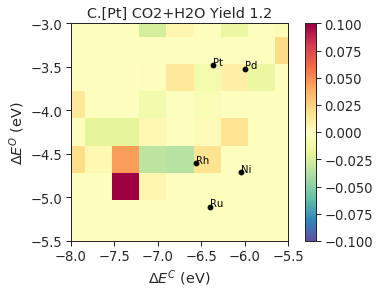 C.[Pt] CO2+H2O Yield 1.2
ΔE^O (eV)
−3.0
−3.5
−4.0
−4.5
−5.0
−5.5
Pt
Pd
Rh
Ni
Ru
−8.0 −7.5 −7.0 −6.5 −6.0 −5.5
ΔE^C (eV)
0.100
0.075
0.050
0.025
0.000
−0.025
−0.050
−0.075
−0.100